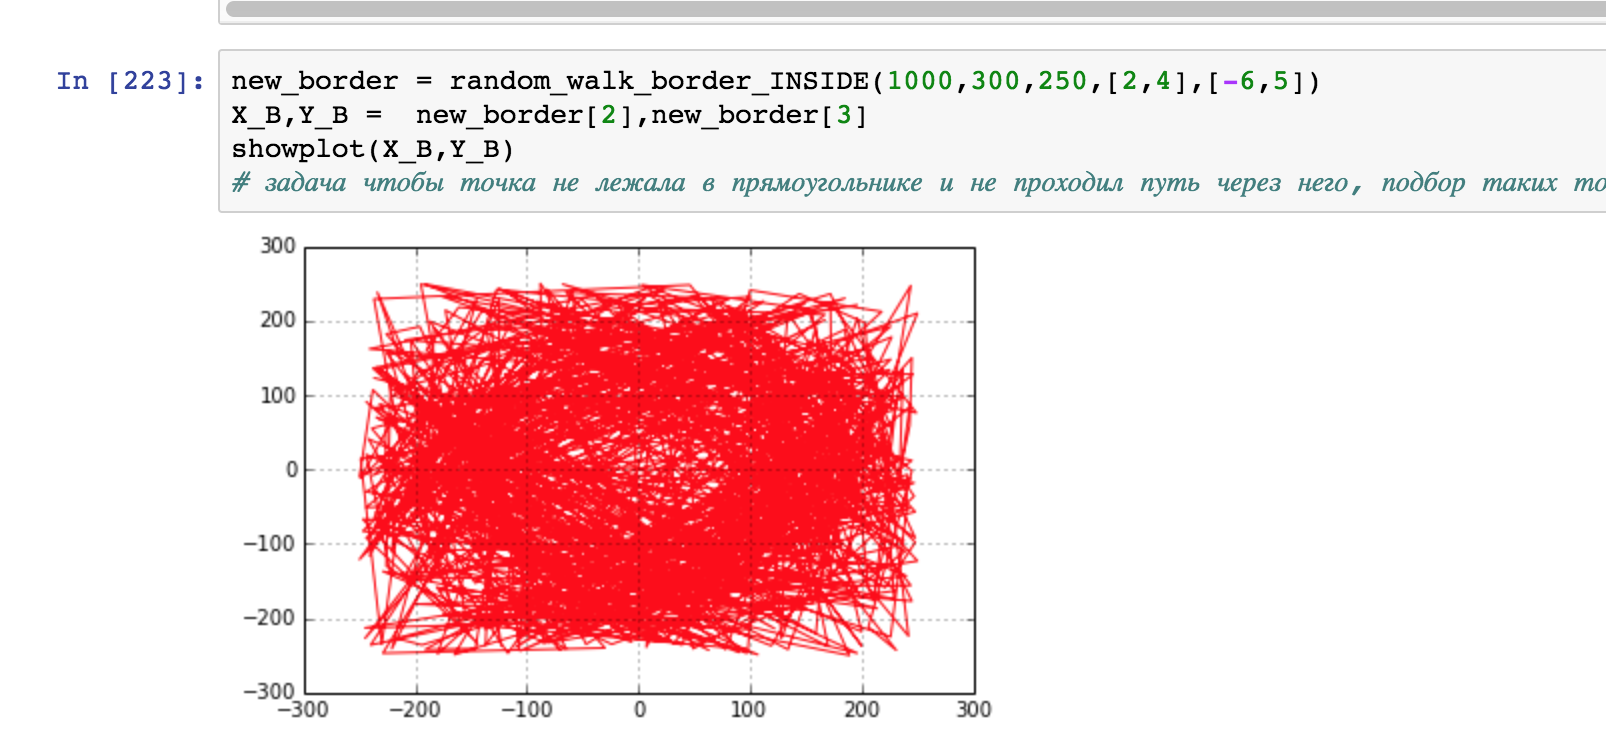 In [223]:
new_border = random_walk_border_INSIDE(1000,300,250,[2,4],[-6,5])
X_B,Y_B =  new_border[2],new_border[3]
showplot(X_B,Y_B)
# задача чтобы точка не лежала в прямоугольнике и не проходил путь через него, подбор таких то
300
200
100
0
−100
−200
−300
−300 −200 −100 0 100 200 300